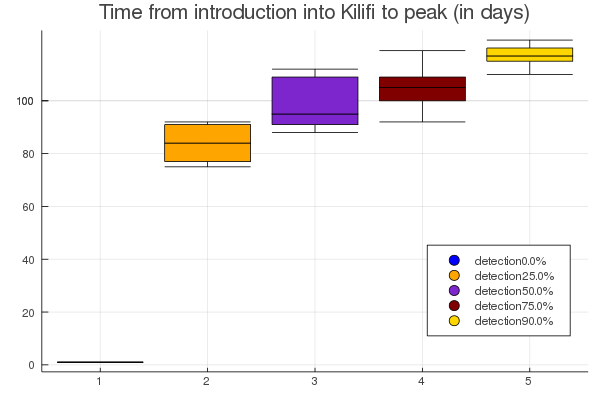 Time from introduction into Kilifi to peak (in days)
100
80
60
40
20
0
detection0.0%
detection25.0%
detection50.0%
detection75.0%
detection90.0%
1 2 3 4 5